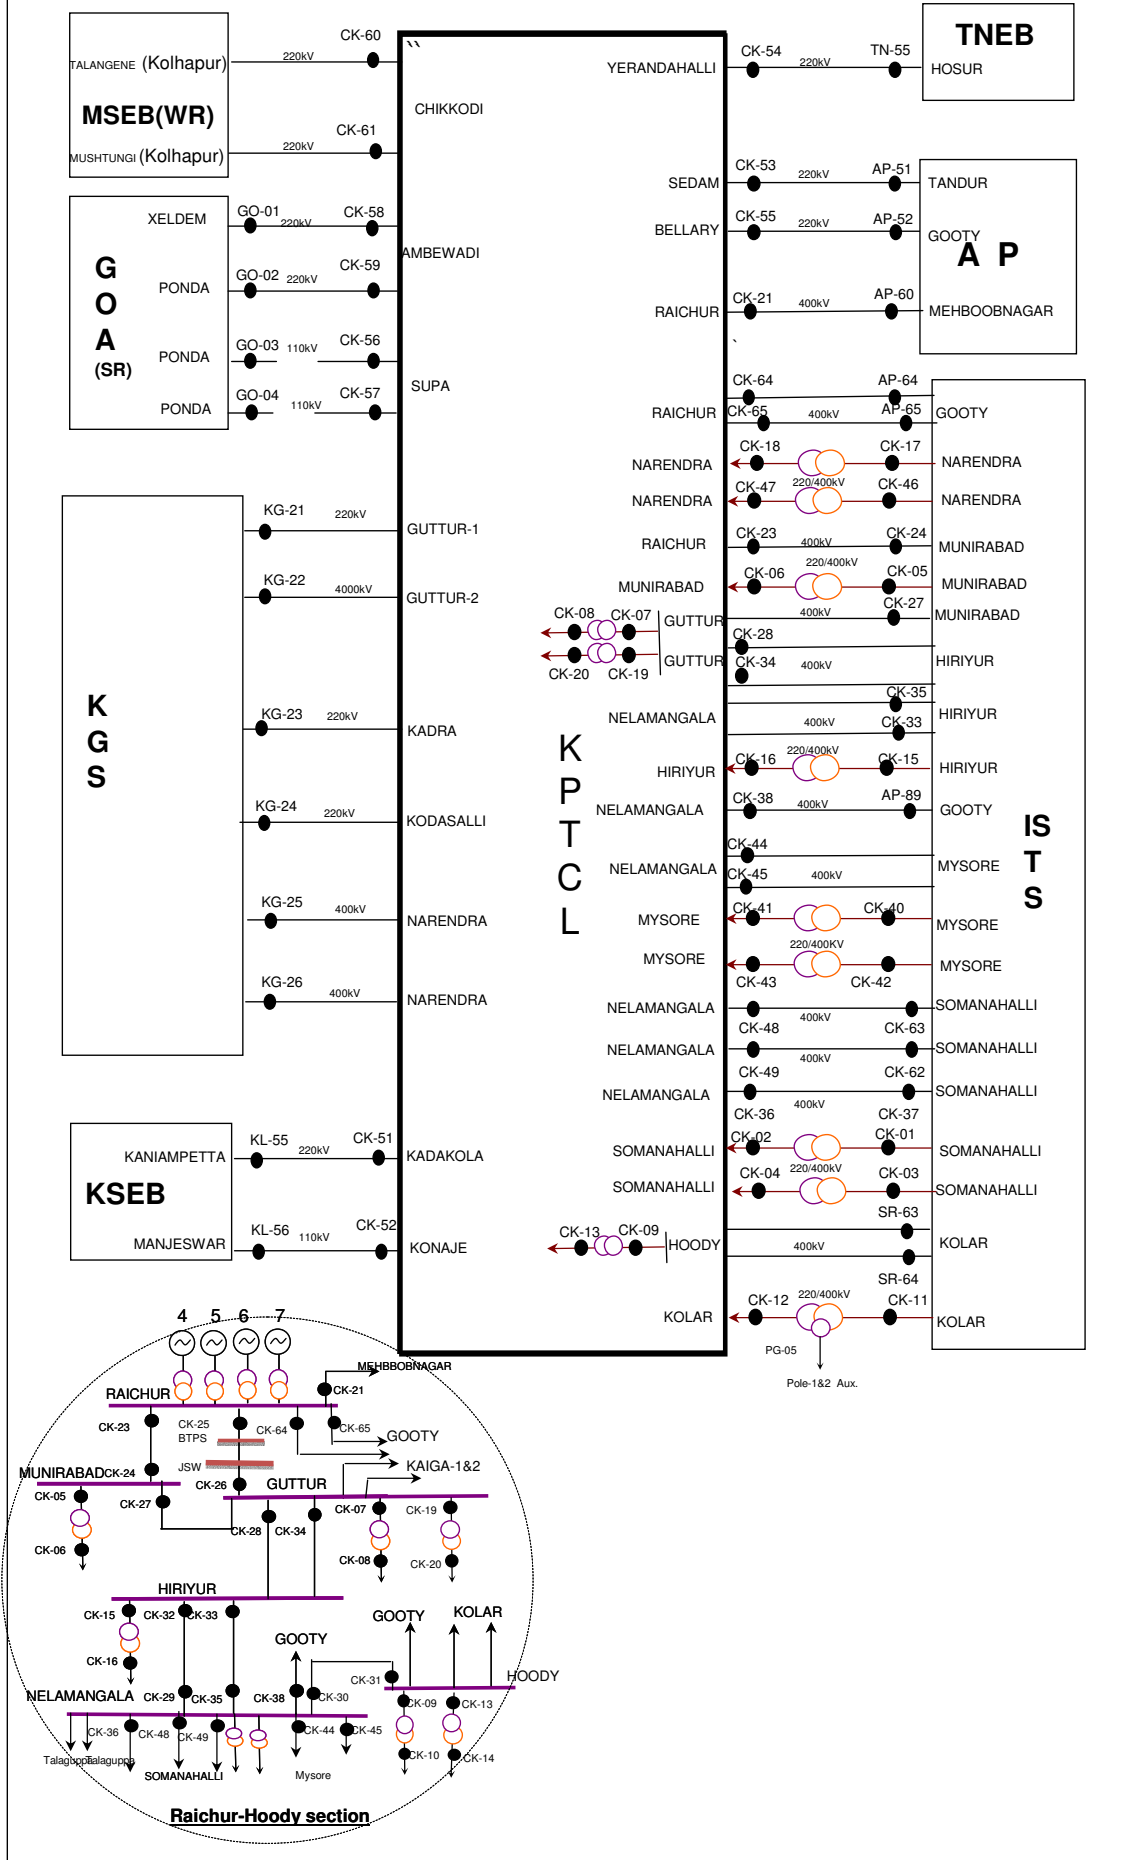 CK-60
TALANGENE (Kolhapur)
220kV
MSEB(WR)
CK-61
220kV
MUSHTUNGI (Kolhapur)
CHIKKODI
XELDEM
GO-01
220kV
CK-58
AMBEWADI
PONDA
GO-02
220kV
CK-59
G
O
A
(SR)
PONDA
GO-03
110kV
CK-56
SUPA
PONDA
GO-04
110kV
CK-57
KG-21
220kV
GUTTUR-1
KG-22
4000kV
GUTTUR-2
K
G
S
KG-23
220kV
KADRA
KG-24
220kV
KODASALLI
KG-25
400kV
NARENDRA
KG-26
400kV
NARENDRA
KANIAMPETTA
KL-55
220kV
CK-51
KADAKOLA
KSEB
MANJESWAR
KL-56
110kV
CK-52
KONAJE
K
P
T
C
L
YERANDAHALLI
CK-54
220kV
TN-55
TNEB
HOSUR
SEDAM
CK-53
220kV
AP-51
TANDUR
BELLARY
CK-55
220kV
AP-52
GOOTY
A P
RAICHUR
CK-21
400kV
AP-60
MEHBOOBNAGAR
CK-64
AP-64
RAICHUR
CK-65
400kV
AP-65
GOOTY
NARENDRA
CK-18
CK-17
NARENDRA
220/400kV
NARENDRA
CK-47
CK-46
NARENDRA
RAICHUR
CK-23
400kV
CK-24
MUNIRABAD
220/400kV
MUNIRABAD
CK-06
CK-05
MUNIRABAD
CK-08
CK-07
GUTTUR
400kV
CK-27
MUNIRABAD
CK-28
CK-20
CK-19
GUTTUR
CK-34
400kV
HIRIYUR
CK-35
NELAMANGALA
400kV
CK-33
HIRIYUR
220/400kV
HIRIYUR
CK-16
CK-15
HIRIYUR
NELAMANGALA
CK-38
400kV
AP-89
GOOTY
IS
T
S
CK-44
NELAMANGALA
CK-45
400kV
MYSORE
MYSORE
CK-41
CK-40
MYSORE
220/400KV
MYSORE
CK-43
CK-42
MYSORE
NELAMANGALA
400kV
SOMANAHALLI
CK-48
CK-63
NELAMANGALA
400kV
SOMANAHALLI
CK-49
CK-62
NELAMANGALA
400kV
SOMANAHALLI
CK-36
CK-37
SOMANAHALLI
CK-02
CK-01
SOMANAHALLI
220/400kV
SOMANAHALLI
CK-04
CK-03
SOMANAHALLI
SR-63
CK-13
CK-09
HOODY
400kV
KOLAR
SR-64
KOLAR
CK-12
220/400kV
CK-11
KOLAR
PG-05
Pole-1&2 Aux.
4 5 6 7
MEHBBOBNAGAR
RAICHUR
CK-21
CK-23
CK-25
BTPS
CK-64
CK-65
GOOTY
JSW
KAIGA-1&2
MUNIRABAD
CK-24
CK-26
GUTTUR
CK-05
CK-27
CK-07
CK-19
CK-28
CK-34
CK-06
CK-08
CK-20
HIRIYUR
CK-15
CK-32
CK-33
GOOTY
KOLAR
GOOTY
CK-16
CK-31
HOODY
NELAMANGALA
CK-29
CK-35
CK-38
CK-30
CK-09
CK-13
CK-36
CK-48
CK-49
CK-44
CK-45
CK-10
CK-14
Talaguppa
Talaguppa
SOMANAHALLI
Mysore
Raichur-Hoody section